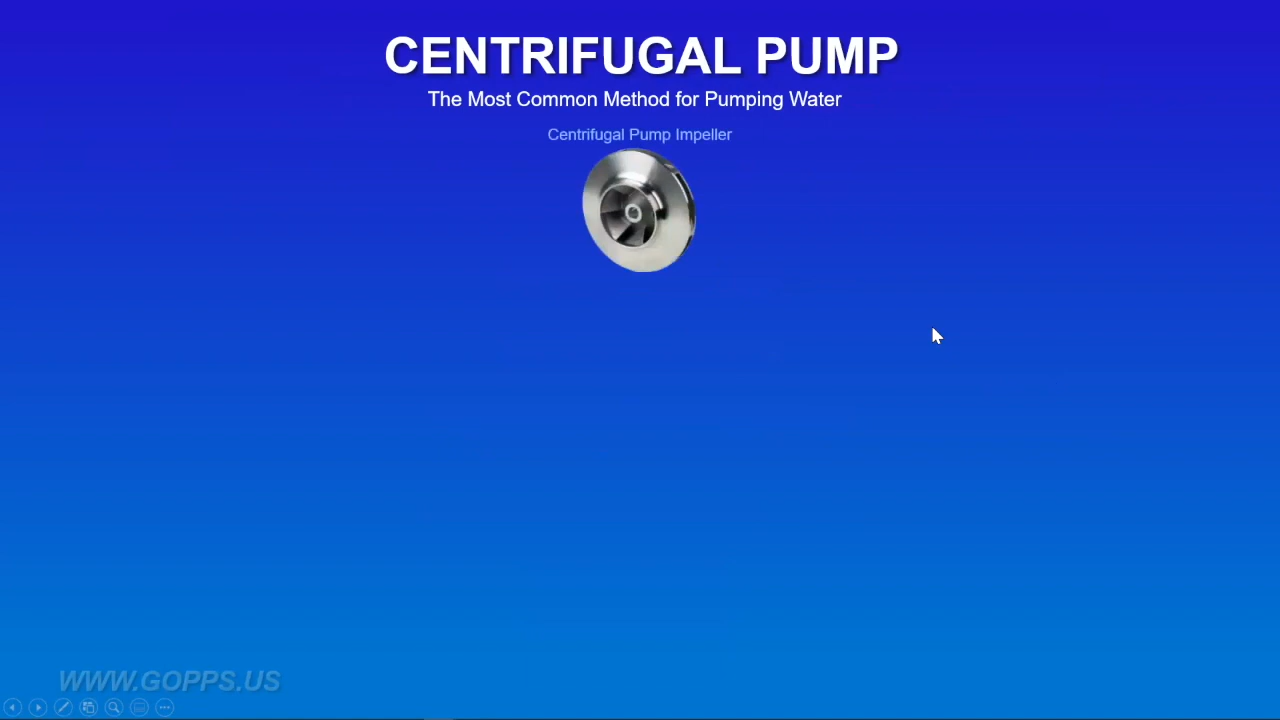 CENTRIFUGAL PUMP
The Most Common Method for Pumping Water
Centrifugal Pump Impeller
WWW.GOPPS.US